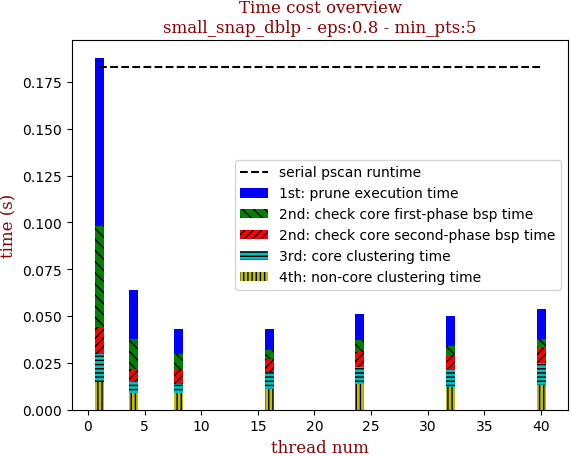 Time cost overview
small_snap_dblp - eps:0.8 - min_pts:5
time (s)
0.175
0.150
0.125
0.100
0.075
0.050
0.025
0.000
serial pscan runtime
1st: prune execution time
2nd: check core first-phase bsp time
2nd: check core second-phase bsp time
3rd: core clustering time
4th: non-core clustering time
0 5 10 15 20 25 30 35 40
thread num